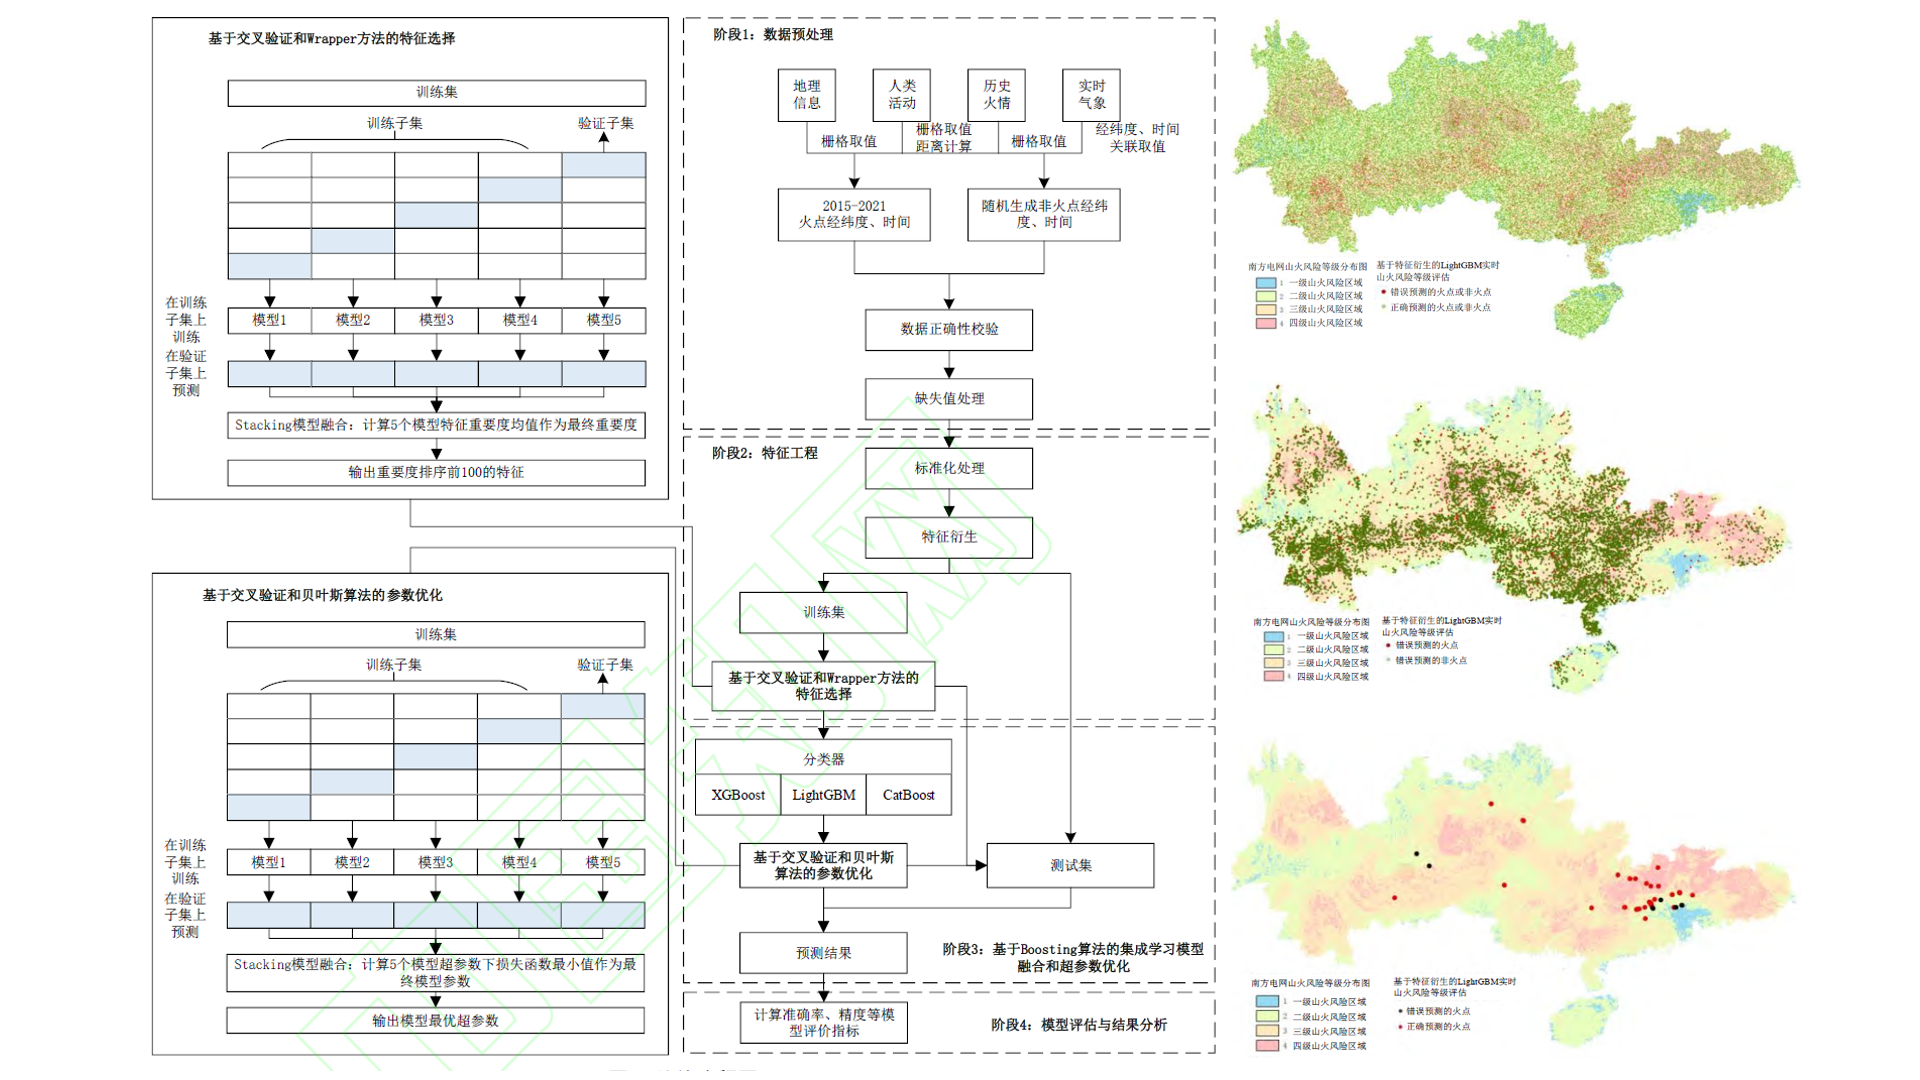 基于交叉验证和Wrapper方法的特征选择
训练集
训练子集
验证子集
在训练
子集上
训练
模型1
模型2
模型3
模型4
模型5
在验证
子集上
预测
Stacking模型融合：计算5个模型特征重要度均值作为最终重要度
输出重要度排序前100的特征
基于交叉验证和贝叶斯算法的参数优化
训练集
训练子集
验证子集
在训练
子集上
训练
模型1
模型2
模型3
模型4
模型5
在验证
子集上
预测
Stacking模型融合：计算5个模型超参数下损失函数最小值作为最
终模型参数
输出模型最优超参数
阶段1：数据预处理
地理
信息
人类
活动
历史
火情
实时
气象
栅格取值
栅格取值
距离计算
栅格取值
经纬度、时间
关联取值
2015-2021
火点经纬度、时间
随机生成非火点经纬
度、时间
数据正确性校验
缺失值处理
阶段2：特征工程
标准化处理
特征衍生
训练集
基于交叉验证和Wrapper方法的
特征选择
分类器
XGBoost
LightGBM
CatBoost
基于交叉验证和贝叶斯
算法的参数优化
测试集
预测结果
阶段3：基于Boosting算法的集成学习模型
融合和超参数优化
计算准确率、精度等模
型评价指标
阶段4：模型评估与结果分析
南方电网山火风险等级分布图
1 一级山火风险区域
2 二级山火风险区域
3 三级山火风险区域
4 四级山火风险区域
基于特征衍生的LightGBM实时
山火风险等级评估
错误预测的火点或非火点
正确预测的火点或非火点
南方电网山火风险等级分布图
1 一级山火风险区域
2 二级山火风险区域
3 三级山火风险区域
4 四级山火风险区域
基于特征衍生的LightGBM实时
山火风险等级评估
错误预测的火点
错误预测的非火点
南方电网山火风险等级分布图
1 一级山火风险区域
2 二级山火风险区域
3 三级山火风险区域
4 四级山火风险区域
基于特征衍生的LightGBM实时
山火风险等级评估
错误预测的火点
正确预测的火点